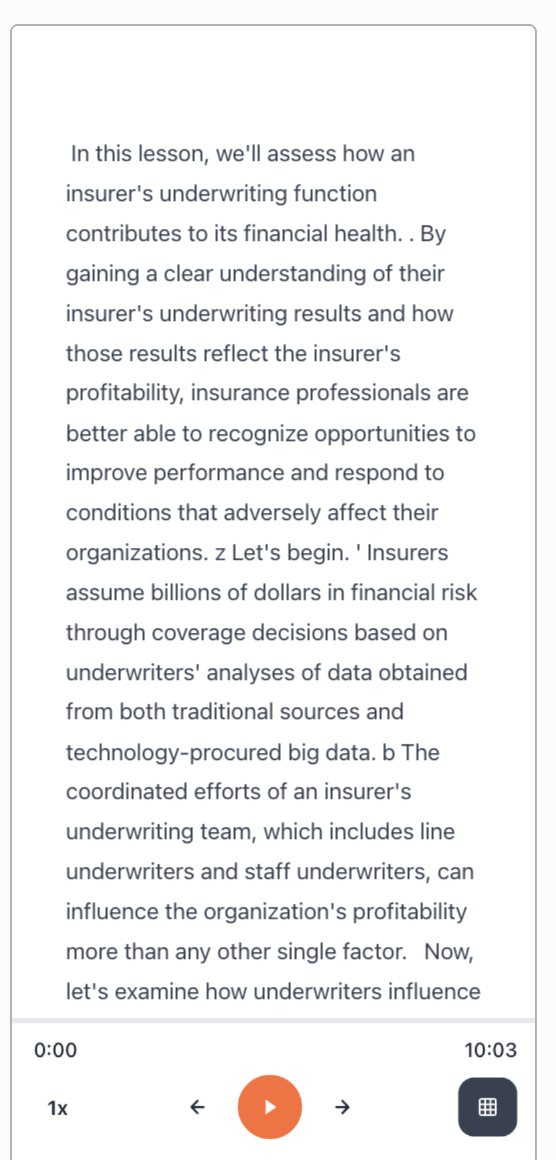 In this lesson, we'll assess how an
insurer's underwriting function
contributes to its financial health. . By
gaining a clear understanding of their
insurer's underwriting results and how
those results reflect the insurer's
profitability, insurance professionals are
better able to recognize opportunities to
improve performance and respond to
conditions that adversely affect their
organizations. z Let's begin. ' Insurers
assume billions of dollars in financial risk
through coverage decisions based on
underwriters' analyses of data obtained
from both traditional sources and
technology-procured big data. b The
coordinated efforts of an insurer's
underwriting team, which includes line
underwriters and staff underwriters, can
influence the organization's profitability
more than any other single factor.   Now,
let's examine how underwriters influence
0:00 10:03
1x